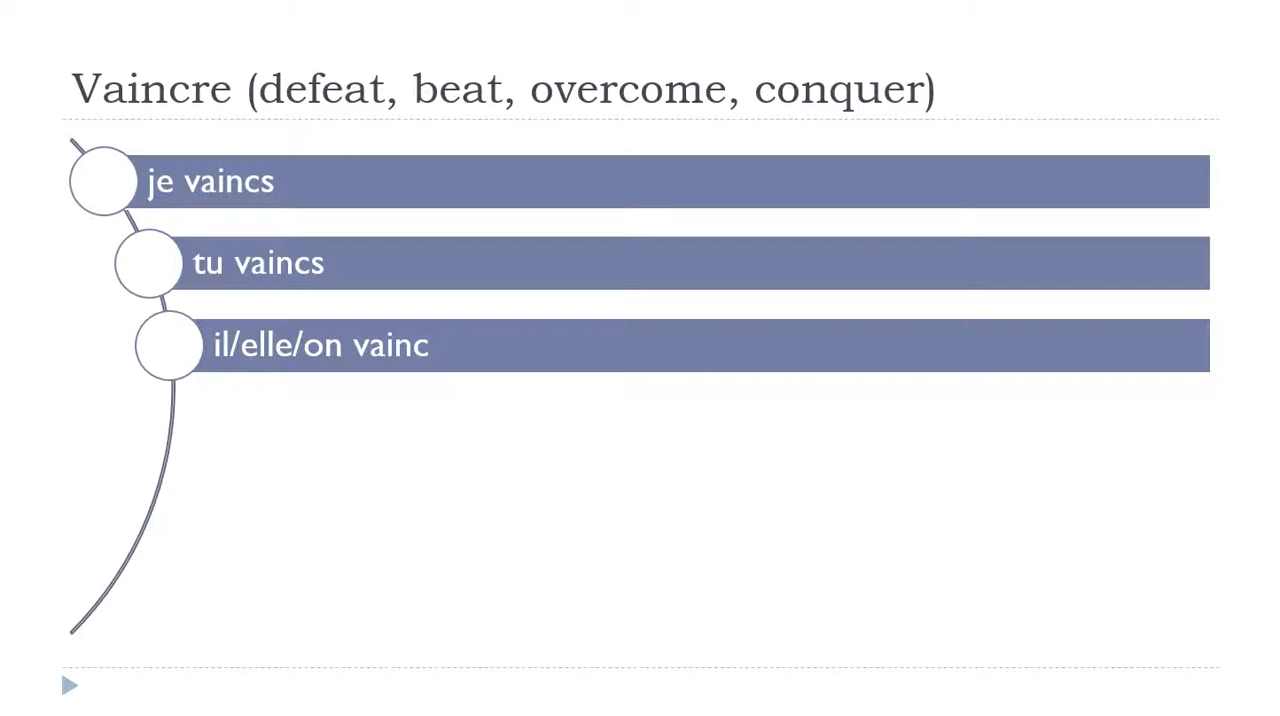 Vaincre (defeat, beat, overcome, conquer)
je vaincs
tu vaincs
il/elle/on vainc